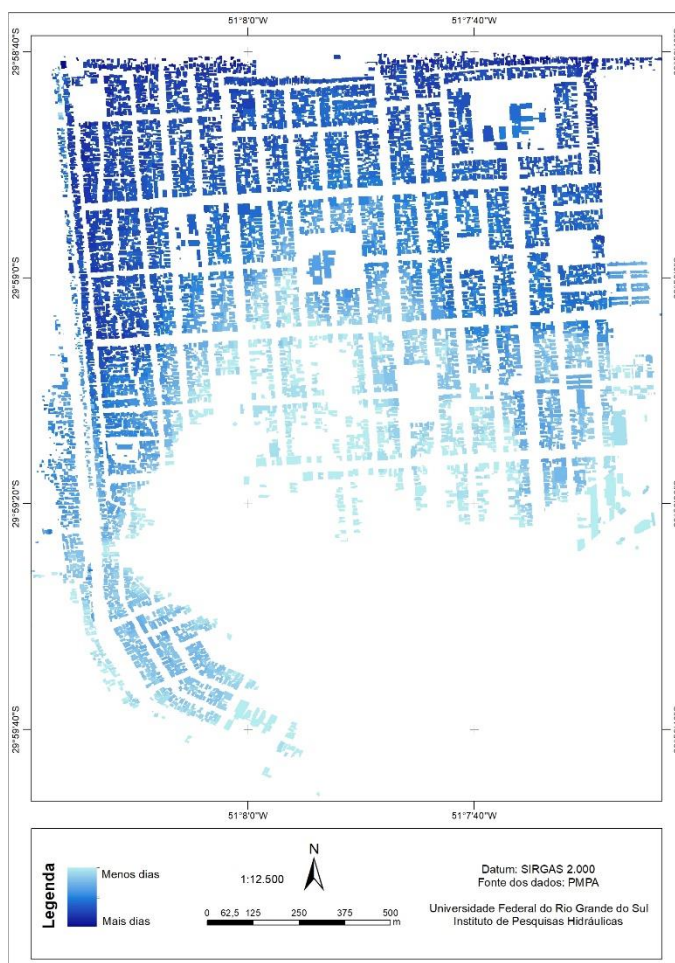 51°8'0"W 51°7'40"W
29°58'40"S
29°59'0"S
29°59'20"S
29°59'40"S
51°8'0"W 51°7'40"W
Legenda
Menos dias
Mais dias
1:12.500
N
0 62,5 125 250 375 500
m
Datum: SIRGAS 2.000
Fonte dos dados: PMPA
Universidade Federal do Rio Grande do Sul
Instituto de Pesquisas Hidráulicas